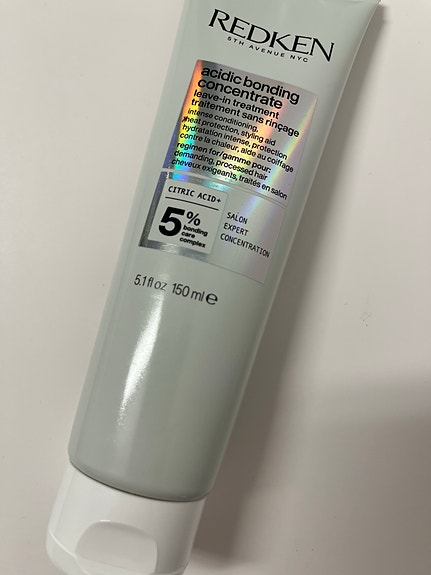 REDKEN
5TH AVENUE NYC
acidic bonding
concentrate
leave-in treatment
traitement sans rinçage
intense conditioning,
heat protection, styling aid
hydratation intense, protection
contre la chaleur, aide au coiffage
regimen for/gamme pour:
demanding, processed hair
cheveux exigeants, traités en salon
CITRIC ACID+
5%
bonding
care
complex
SALON
EXPERT
CONCENTRATION
5.1 fl oz 150 ml e